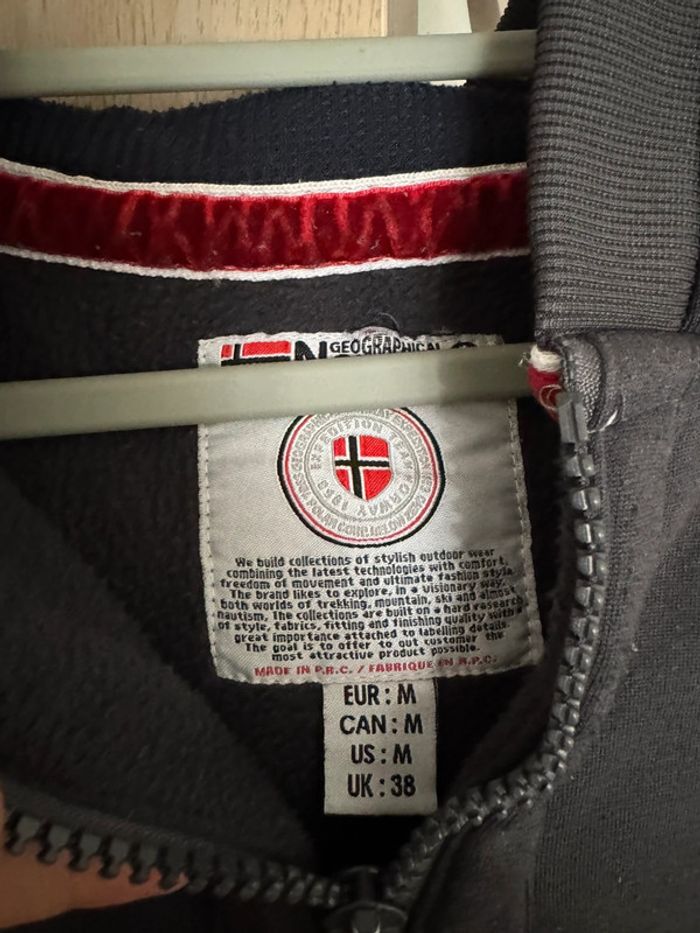 GEOGRAPHICAL
N
EXPEDITION TEAM NORWAY
1953
We build collections of stylish outdoor wear
combining the latest technologies with comfort,
freedom of movement and ultimate fashion style.
The brand likes to explore, in a visionary way,
both worlds of trekking, mountain, ski and almost
nautism. The collections are built on a hard research
of style, fabrics, fitting and finishing quality with a
great importance attached to labelling details.
The goal is to offer to out customer the
most attractive product possible.
MADE IN P.R.C. / FABRIQUE EN R.P.C.
EUR : M
CAN : M
US : M
UK : 38